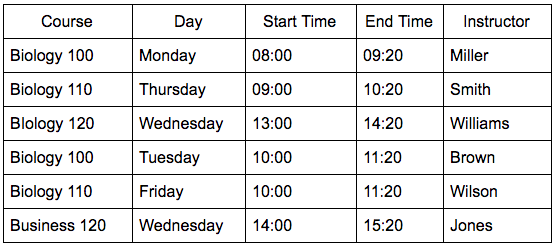 Course Day Start Time End Time Instructor
Biology 100 Monday 08:00 09:20 Miller
Biology 110 Thursday 09:00 10:20 Smith
BIology 120 Wednesday 13:00 14:20 Williams
Biology 100 Tuesday 10:00 11:20 Brown
Biology 110 Friday 10:00 11:20 Wilson
Business 120 Wednesday 14:00 15:20 Jones